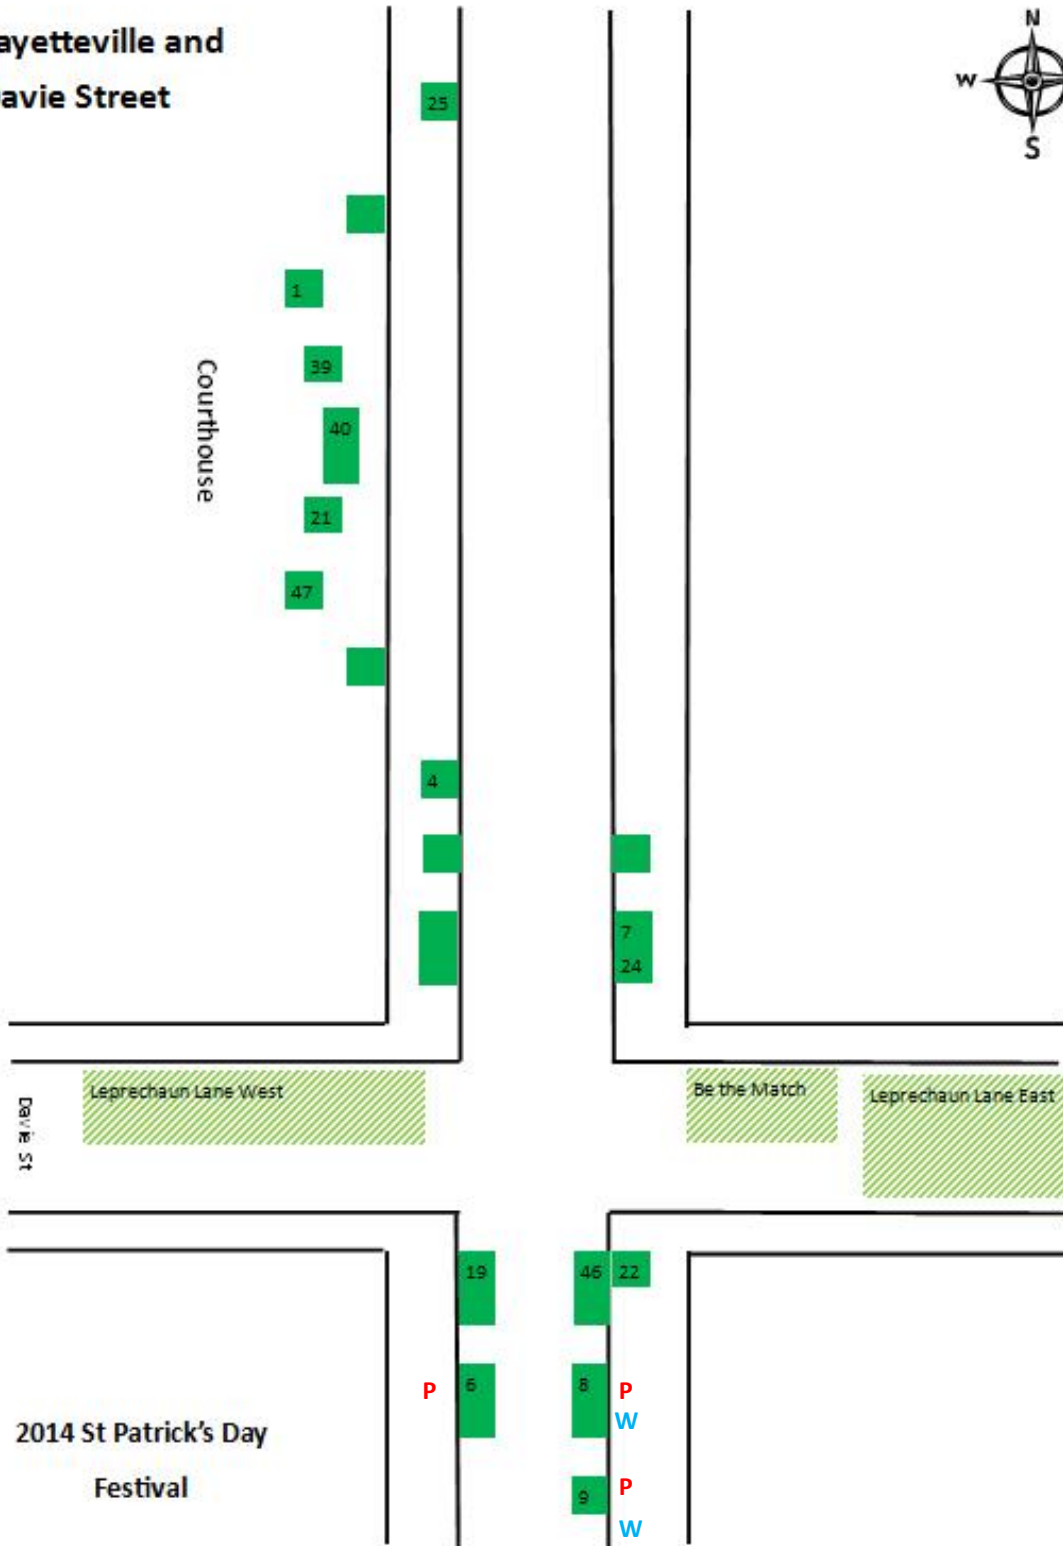 ayetteville and
avie Street
N
W
S
25
1
39
Courthouse
40
21
47
4
7
24
Leprechaun Lane West
Be the Match
Leprechaun Lane East
Davie St
19
46
22
P
6
8
P
W
2014 St Patrick's Day
Festival
9
P
W